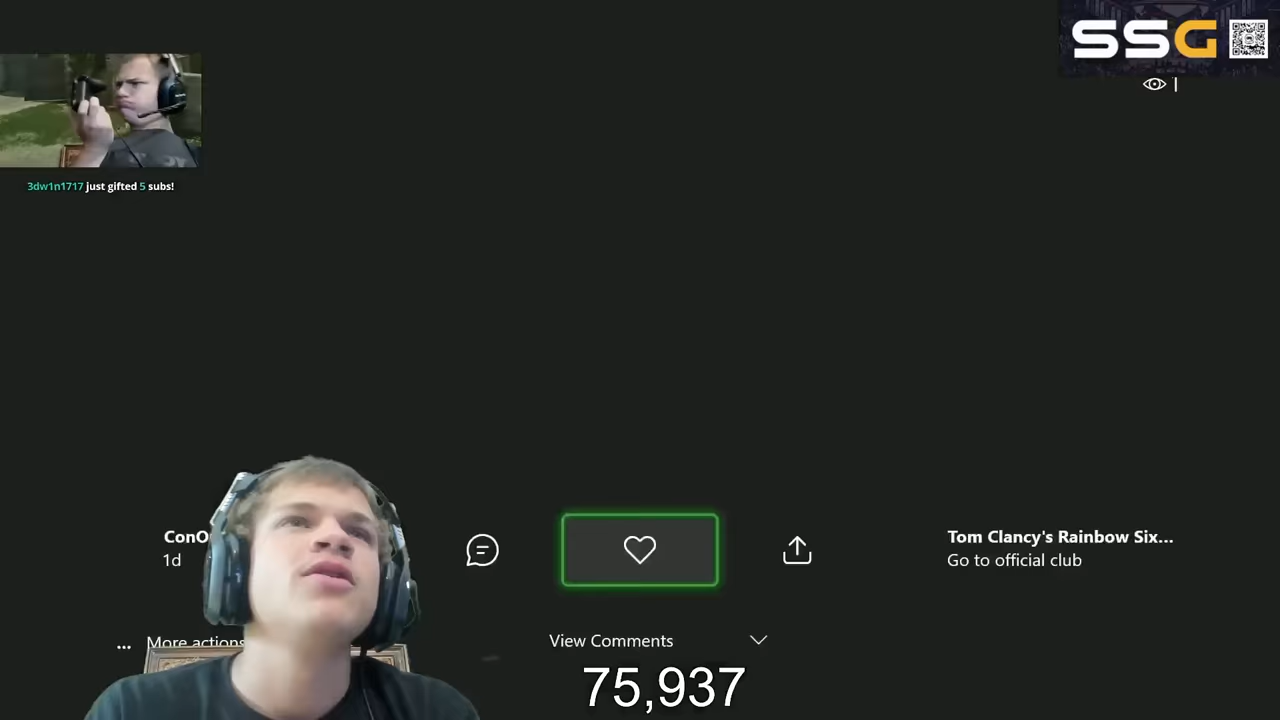 SSG
3dw1n1717 just gifted 5 subs!
ConO
1d
Tom Clancy's Rainbow Six...
Go to official club
... More actions
View Comments
75,937